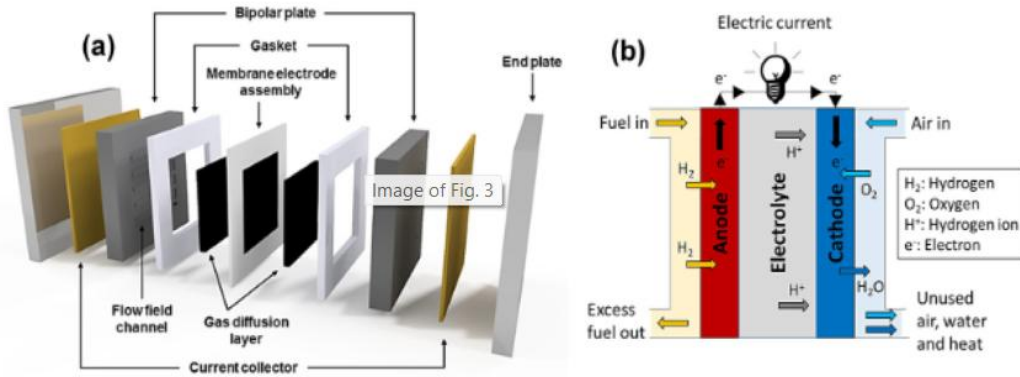 (a)
Bipolar plate
Gasket
Membrane electrode
assembly
End plate
Image of Fig. 3
Flow field
channel
Gas diffusion
layer
Current collector
(b)
Electric current
e-
e-
Fuel in
Air in
H+
e-
e-
H2
O2
Anode
Electrolyte
Cathode
H2
H2O
H+
Excess
fuel out
Unused
air, water
and heat
H2: Hydrogen
O2: Oxygen
H+: Hydrogen ion
e-: Electron